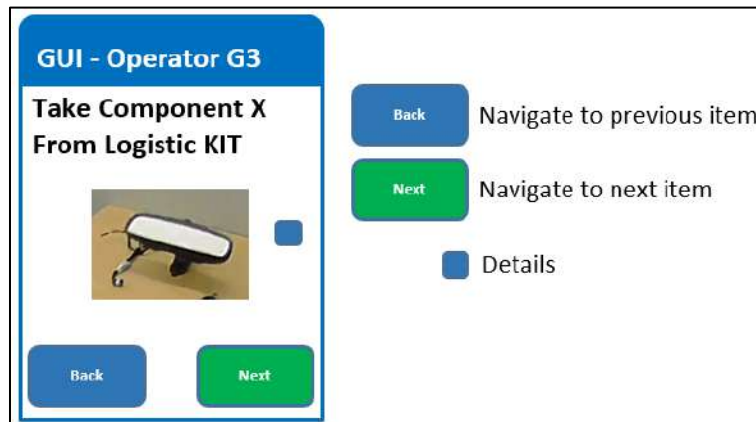 GUI - Operator G3
Take Component X
From Logistic KIT
Back
Next
Back
Navigate to previous item
Next
Navigate to next item
Details